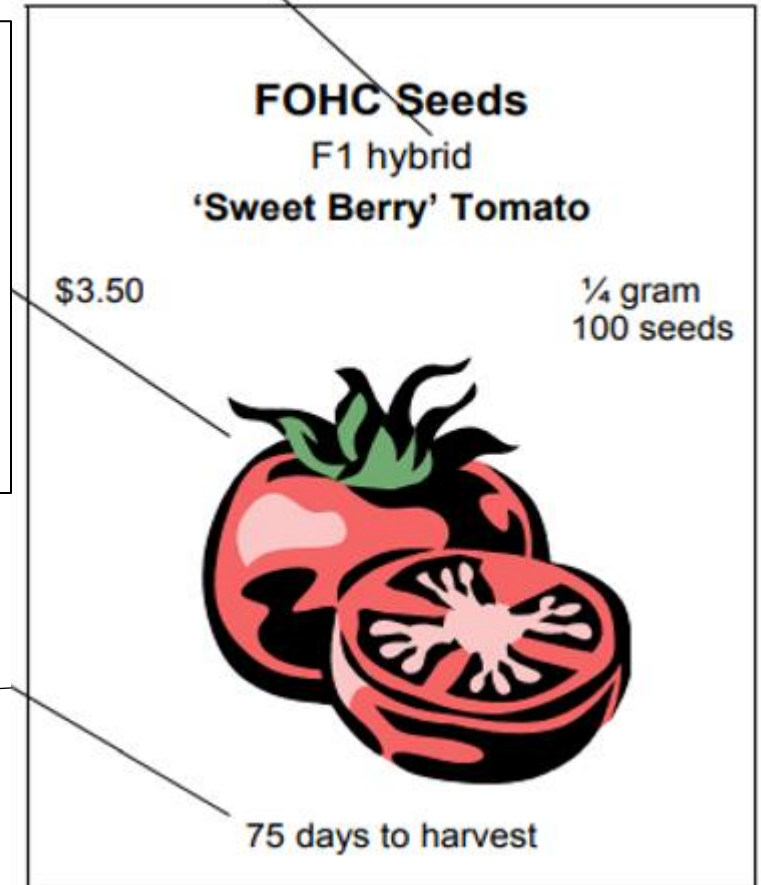 FOHC Seeds
F1 hybrid
‘Sweet Berry’ Tomato
$3.50
¼ gram
100 seeds
75 days to harvest